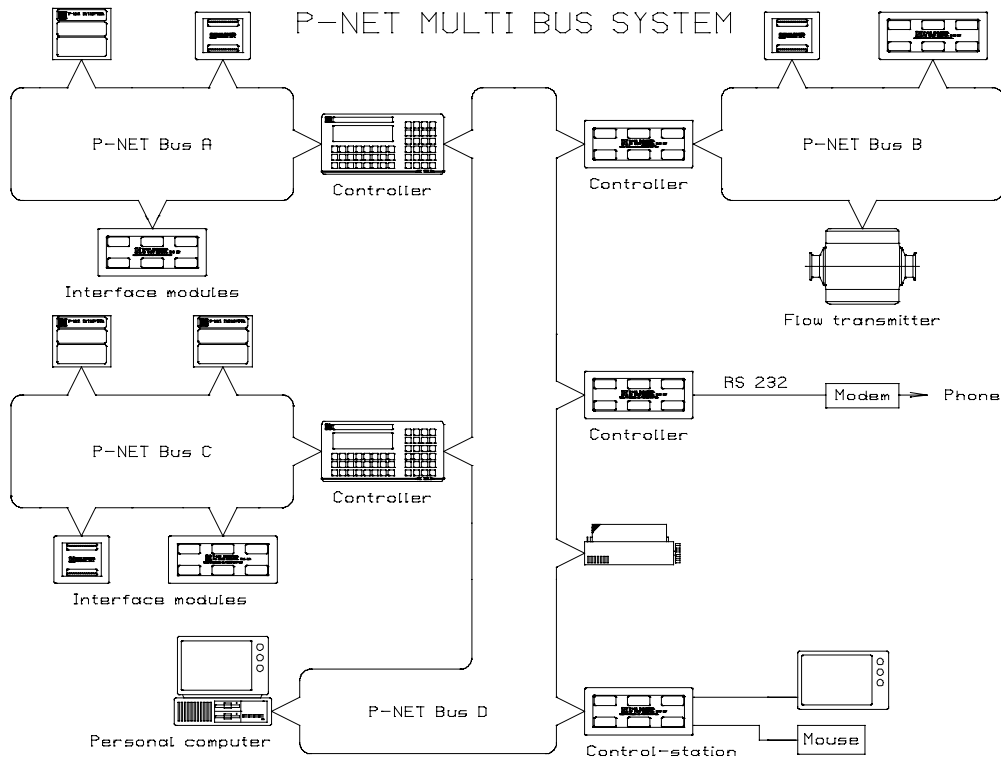 P-NET MULTI BUS SYSTEM
P-NET Bus A
Controller
Interface modules
P-NET Bus B
Controller
Flow transmitter
P-NET Bus C
Controller
Interface modules
Controller
RS 232
Modem
Phone
Personal computer
P-NET Bus D
Control-station
Mouse